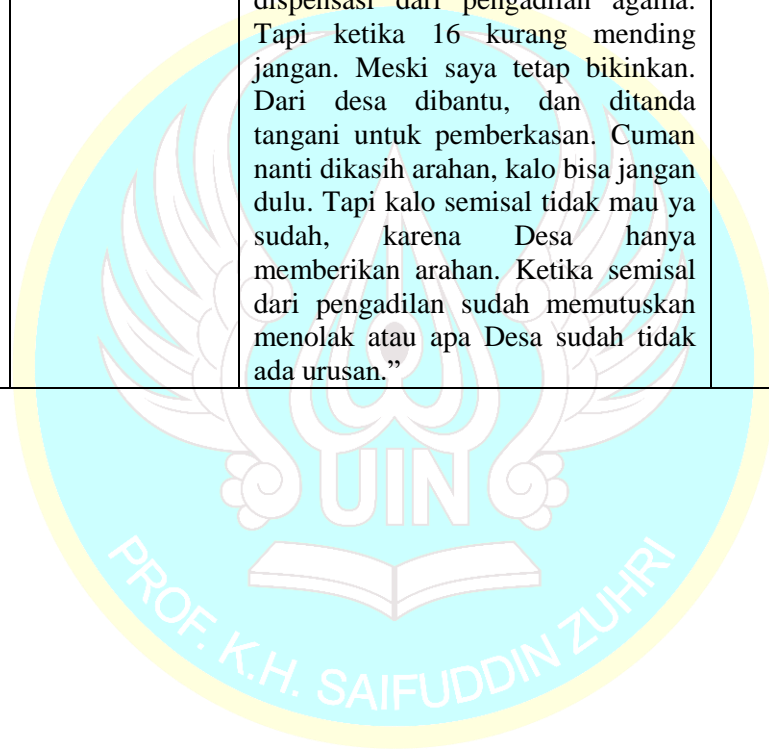 dispensasi dari pengadilan agama.
Tapi ketika 16 kurang mending
jangan. Meski saya tetap bikinkan.
Dari desa dibantu, dan ditanda
tangani untuk pemberkasan. Cuman
nanti dikasih arahan, kalo bisa jangan
dulu. Tapi kalo semisal tidak mau ya
sudah, karena Desa hanya
memberikan arahan. Ketika semisal
dari pengadilan sudah memutuskan
menolak atau apa Desa sudah tidak
ada urusan.”
UIN
PROF. K.H. SAIFUDDIN ZUHRI